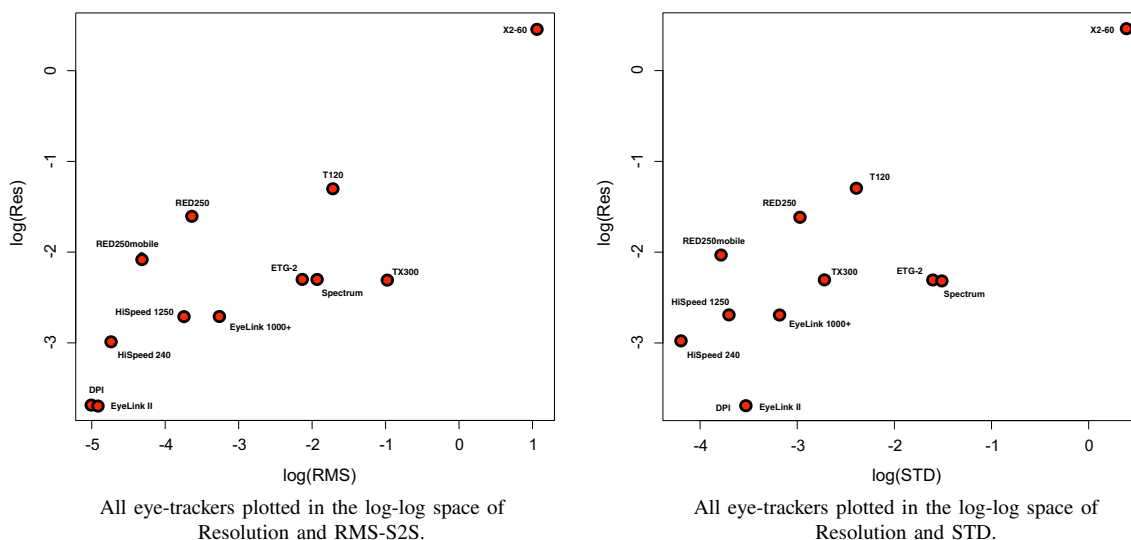 X2-60
T120
RED250
RED250mobile
ETG-2
Spectrum
TX300
HiSpeed 1250
EyeLink 1000+
HiSpeed 240
DPI
EyeLink II
0
-1
-2
-3
log(Res)
-5 -4 -3 -2 -1 0 1
log(RMS)
All eye-trackers plotted in the log-log space of
Resolution and RMS-S2S.
X2-60
T120
RED250
RED250mobile
TX300
ETG-2
Spectrum
HiSpeed 1250
EyeLink 1000+
HiSpeed 240
DPI
EyeLink II
0
-1
-2
-3
log(Res)
-4 -3 -2 -1 0
log(STD)
All eye-trackers plotted in the log-log space of
Resolution and STD.